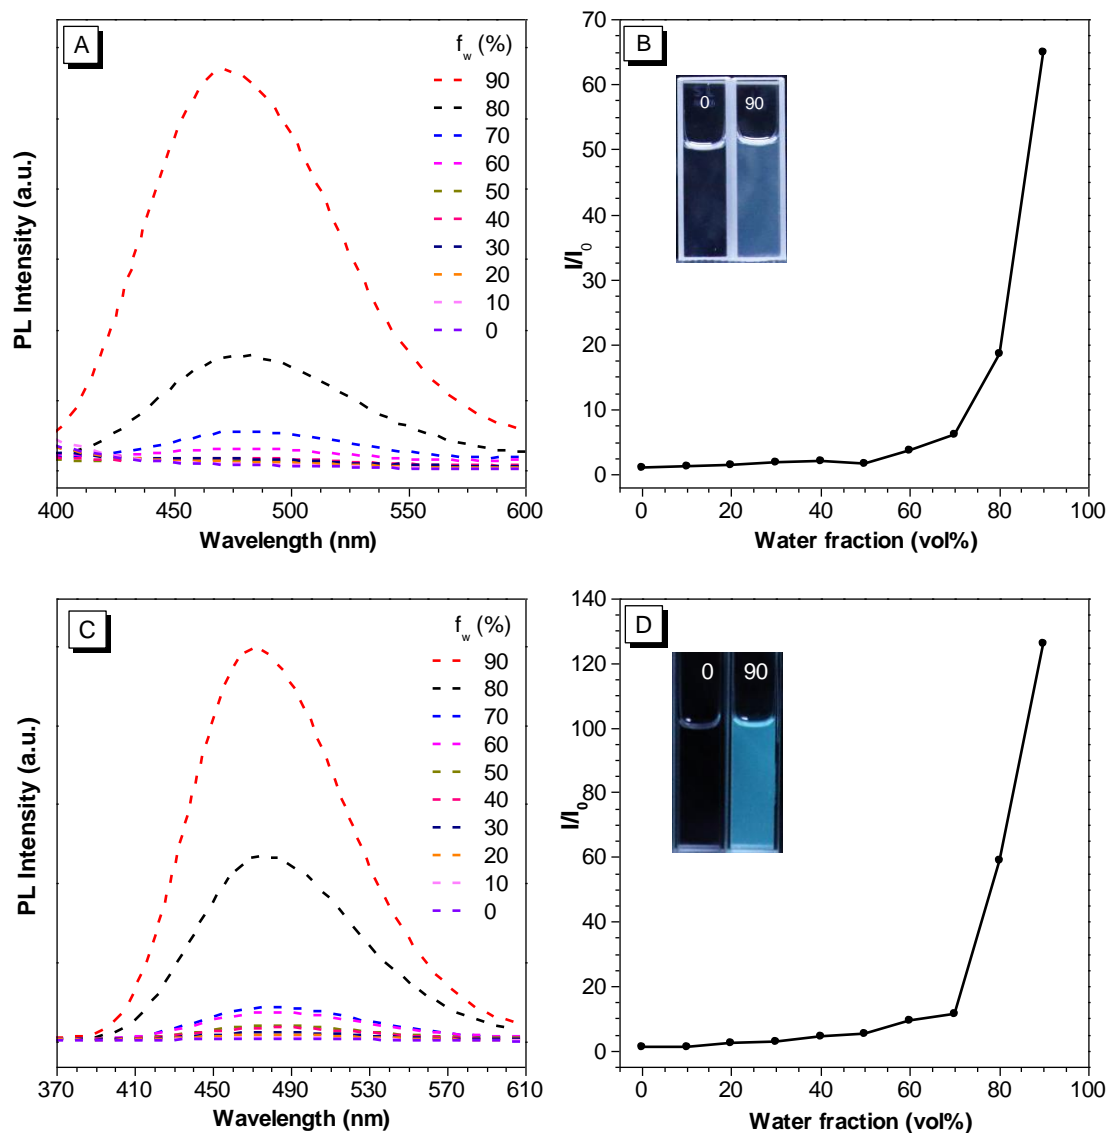 A
f_w (%)
90
80
70
60
50
40
30
20
10
0
PL Intensity (a.u.)
400 450 500 550 600
Wavelength (nm)
B
0 90
70
60
50
40
30
20
10
0
I/I_0
0 20 40 60 80 100
Water fraction (vol%)
C
f_w (%)
90
80
70
60
50
40
30
20
10
0
PL Intensity (a.u.)
370 410 450 490 530 570 610
Wavelength (nm)
D
0 90
140
120
100
80
60
40
20
0
I/I_0
0 20 40 60 80 100
Water fraction (vol%)